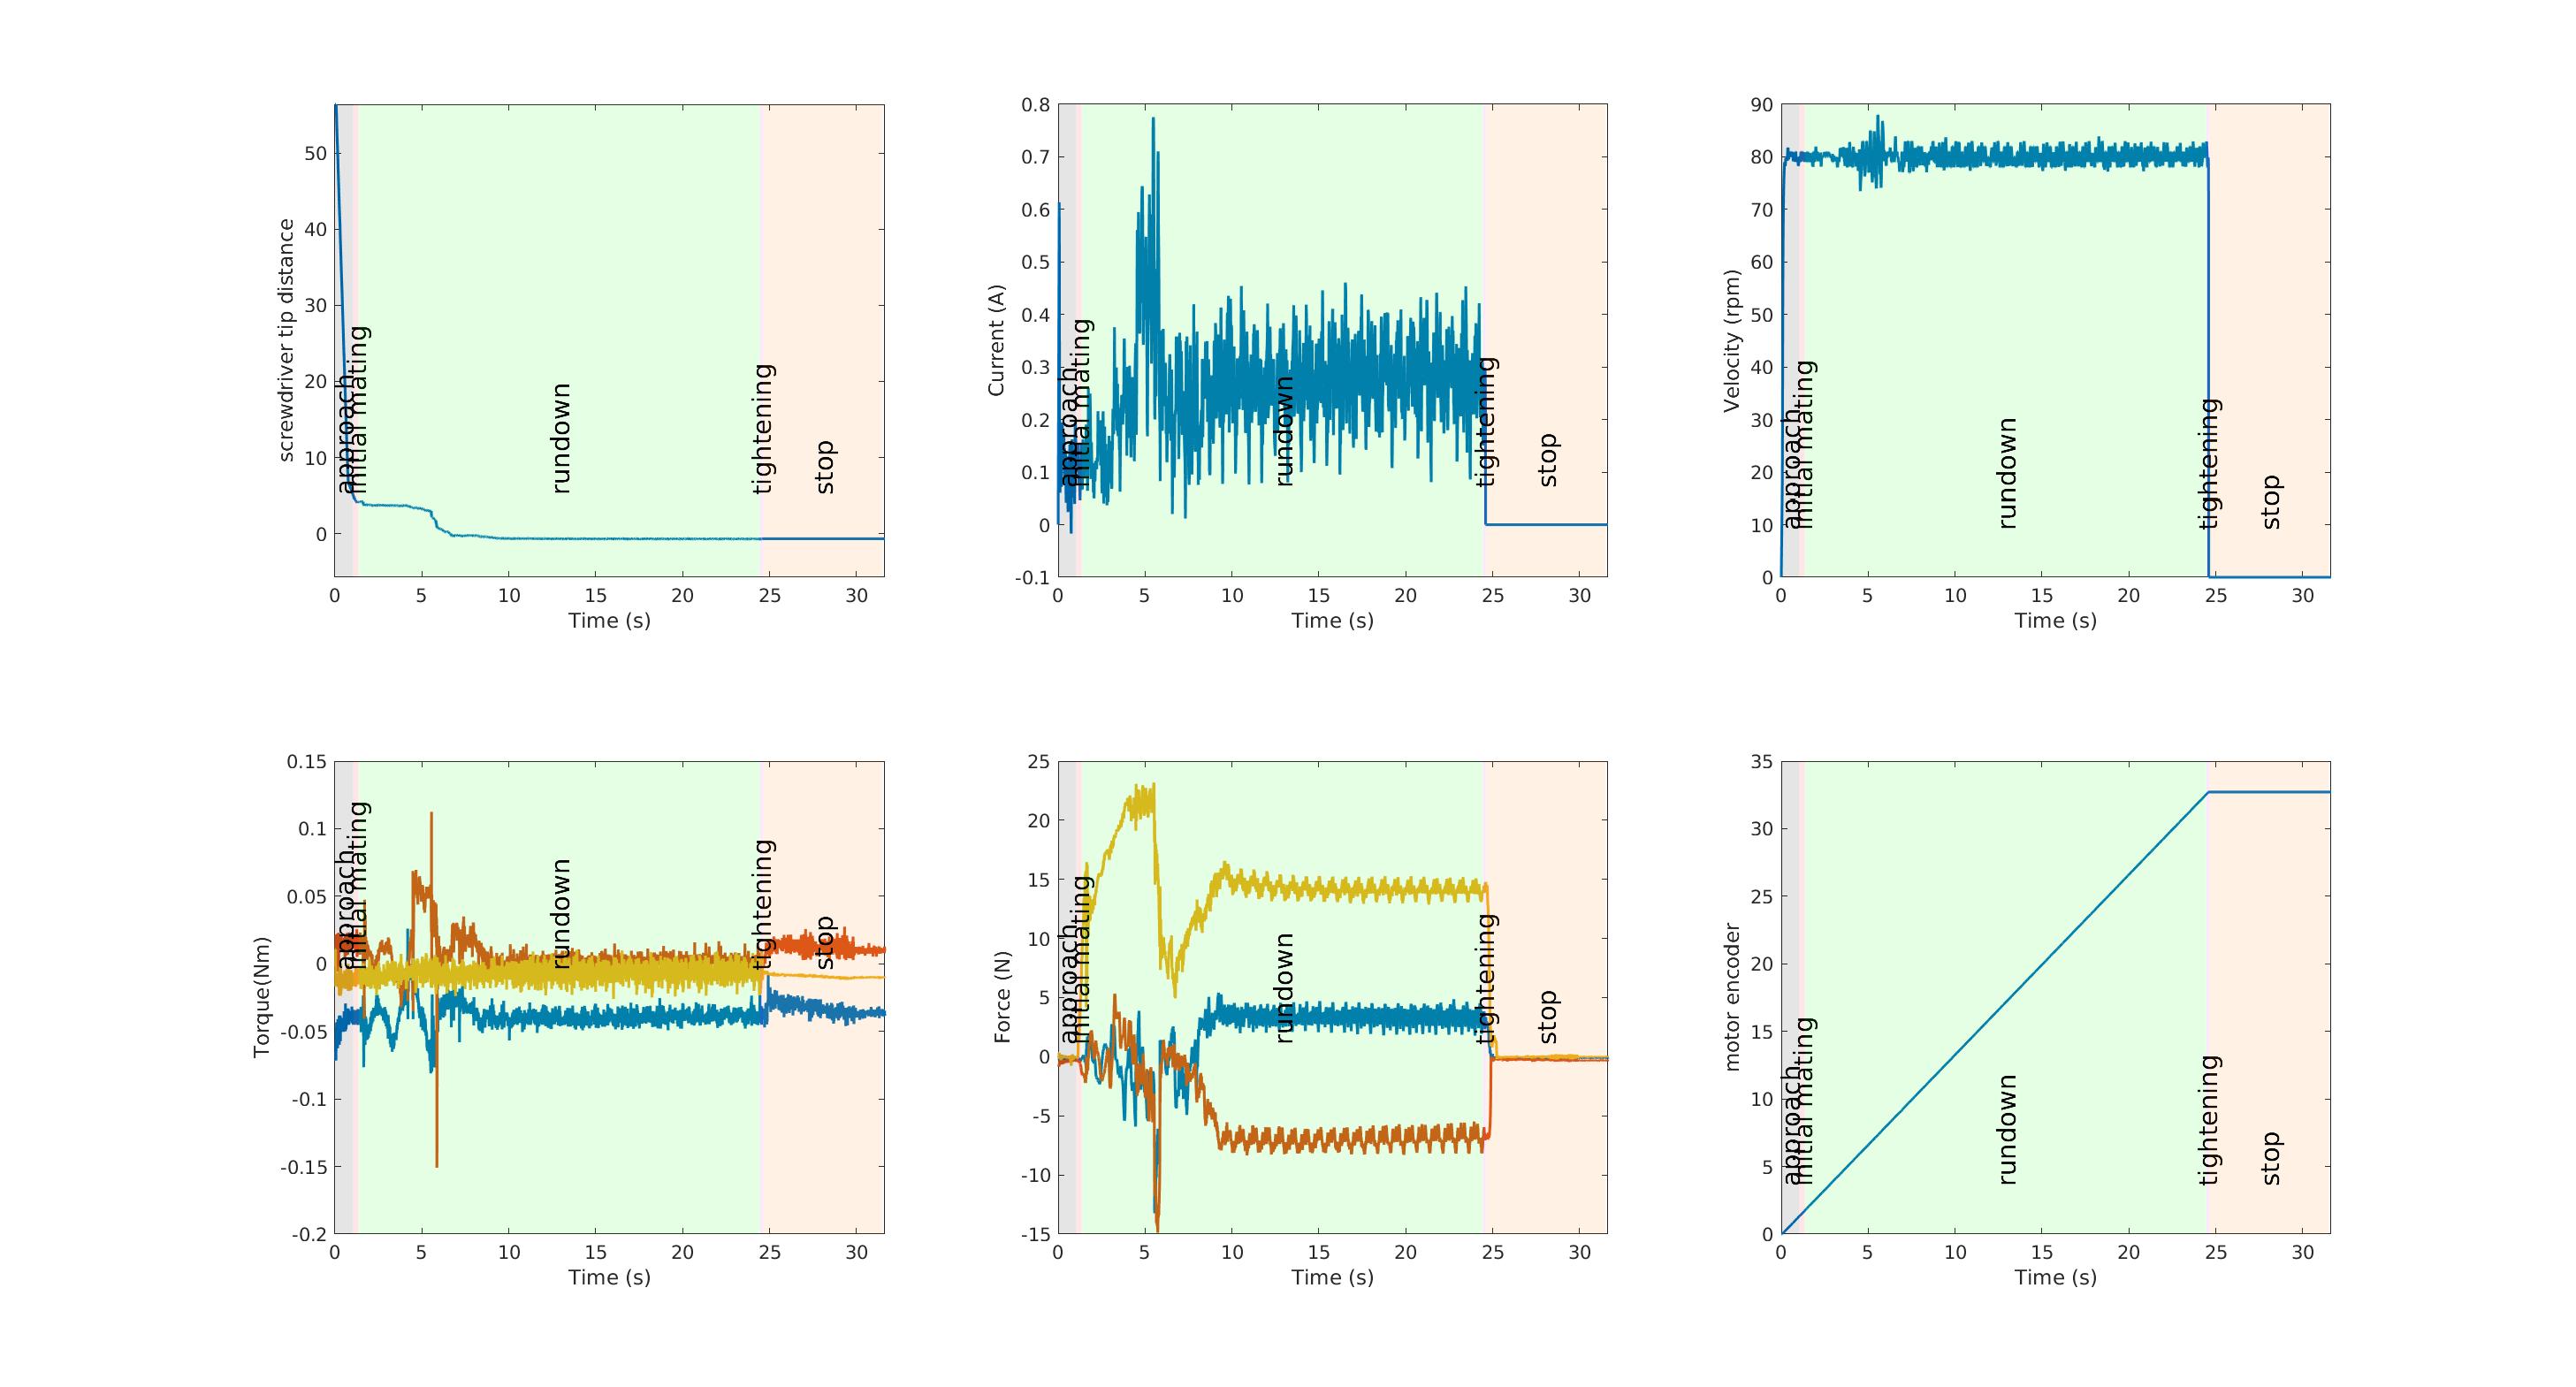 screwdriver tip distance
50
40
30
20
10
0
approach
initial mating
rundown
tightening
stop
0 5 10 15 20 25 30
Time (s)
Current (A)
0.8
0.7
0.6
0.5
0.4
0.3
0.2
0.1
0
-0.1
approach
initial mating
rundown
tightening
stop
0 5 10 15 20 25 30
Time (s)
Velocity (rpm)
90
80
70
60
50
40
30
20
10
0
approach
initial mating
rundown
tightening
stop
0 5 10 15 20 25 30
Time (s)
Torque(Nm)
0.15
0.1
0.05
0
-0.05
-0.1
-0.15
-0.2
approach
initial mating
rundown
tightening
stop
0 5 10 15 20 25 30
Time (s)
Force (N)
25
20
15
10
5
0
-5
-10
-15
approach
initial mating
rundown
tightening
stop
0 5 10 15 20 25 30
Time (s)
motor encoder
35
30
25
20
15
10
5
0
approach
initial mating
rundown
tightening
stop
0 5 10 15 20 25 30
Time (s)